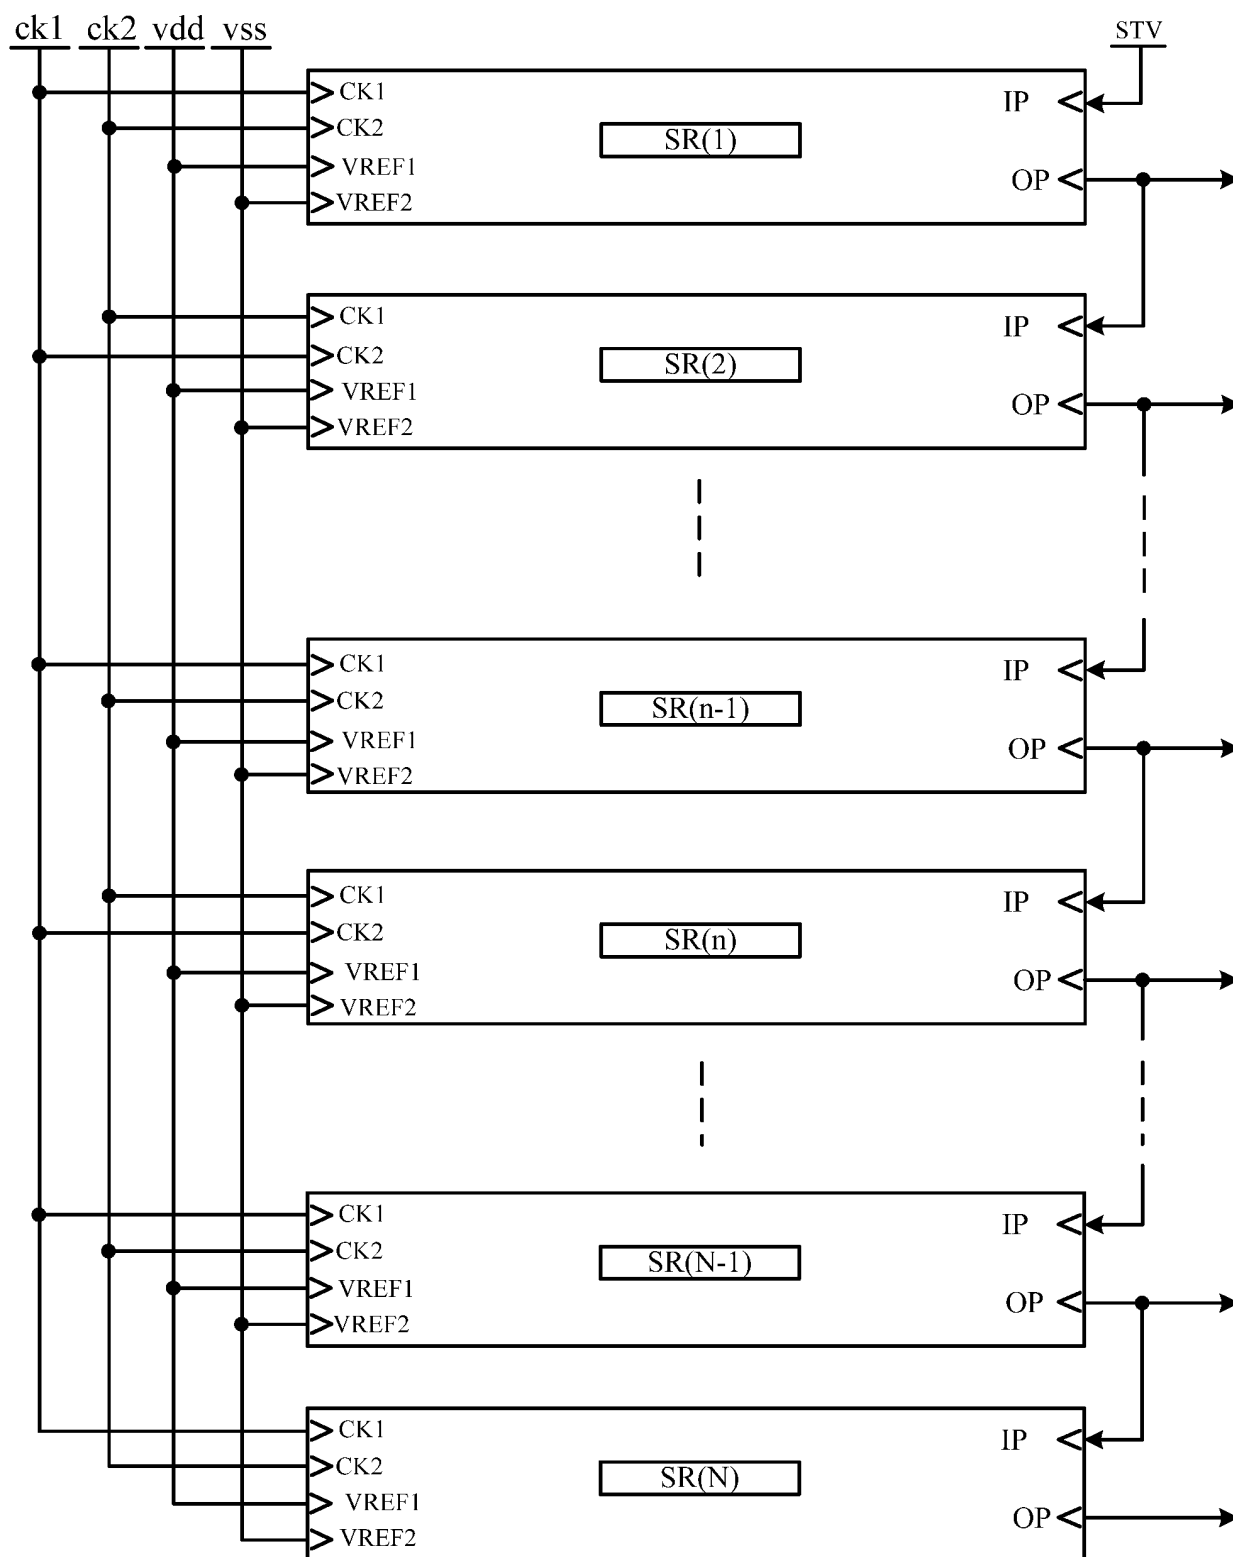 ck1 ck2 vdd vss STV
CK1 IP
CK2 SR(1)
VREF1 OP
VREF2
CK1 IP
CK2 SR(2)
VREF1 OP
VREF2
CK1 IP
CK2 SR(n-1)
VREF1 OP
VREF2
CK1 IP
CK2 SR(n)
VREF1 OP
VREF2
CK1 IP
CK2 SR(N-1)
VREF1 OP
VREF2
CK1 IP
CK2 SR(N)
VREF1 OP
VREF2